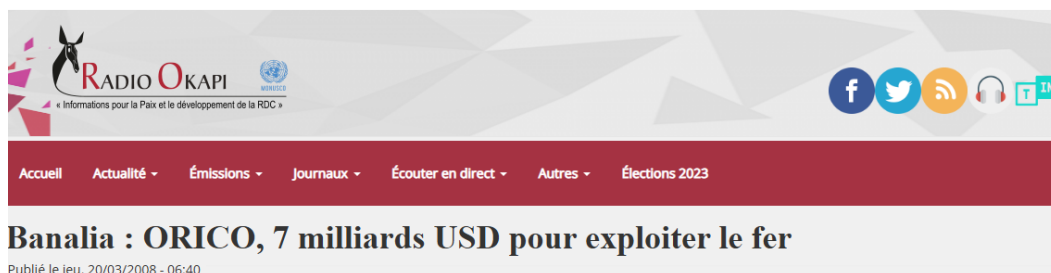 RADIO OKAPI
MONUSCO
« Informations pour la Paix et le développement de la RDC »
f
T
IN
Accueil Actualité Émissions Journaux Écouter en direct Autres Élections 2023
Banalia : ORICO, 7 milliards USD pour exploiter le fer
Publié le jeu, 20/03/2008 - 06:40